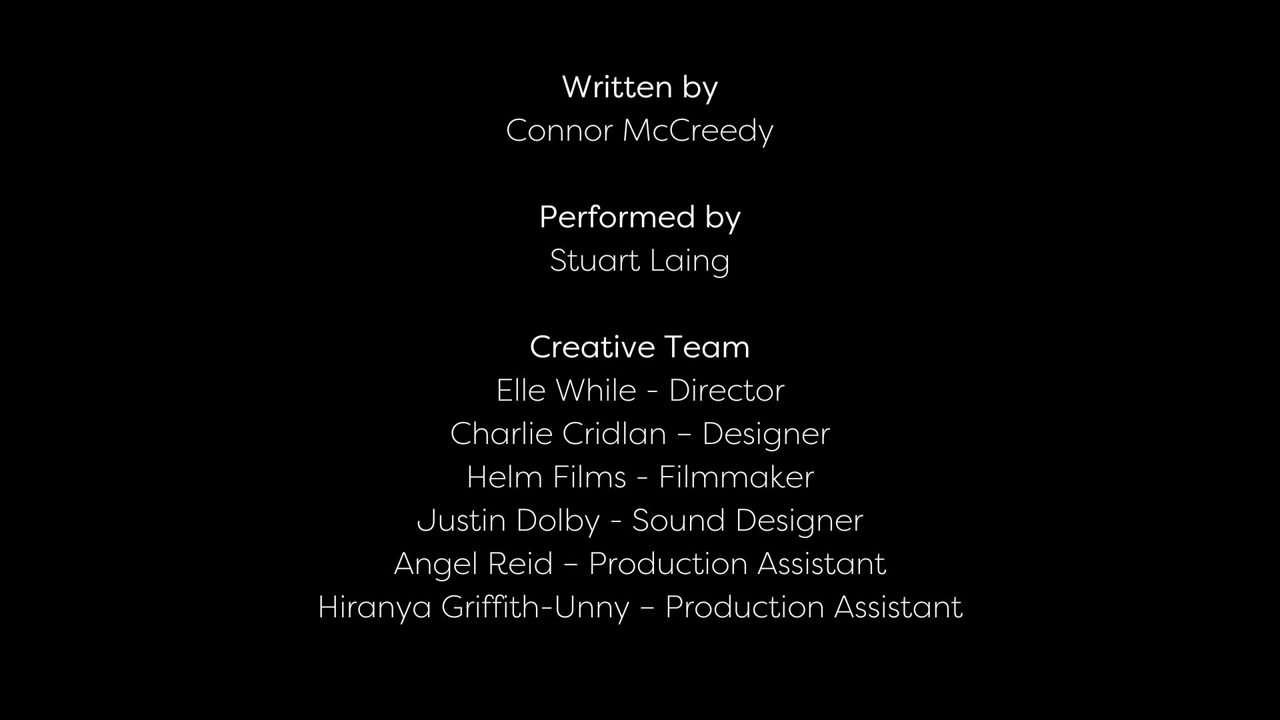 Written by
Connor McCreedy
Performed by
Stuart Laing
Creative Team
Elle While - Director
Charlie Cridlan – Designer
Helm Films - Filmmaker
Justin Dolby - Sound Designer
Angel Reid – Production Assistant
Hiranya Griffith-Unny – Production Assistant